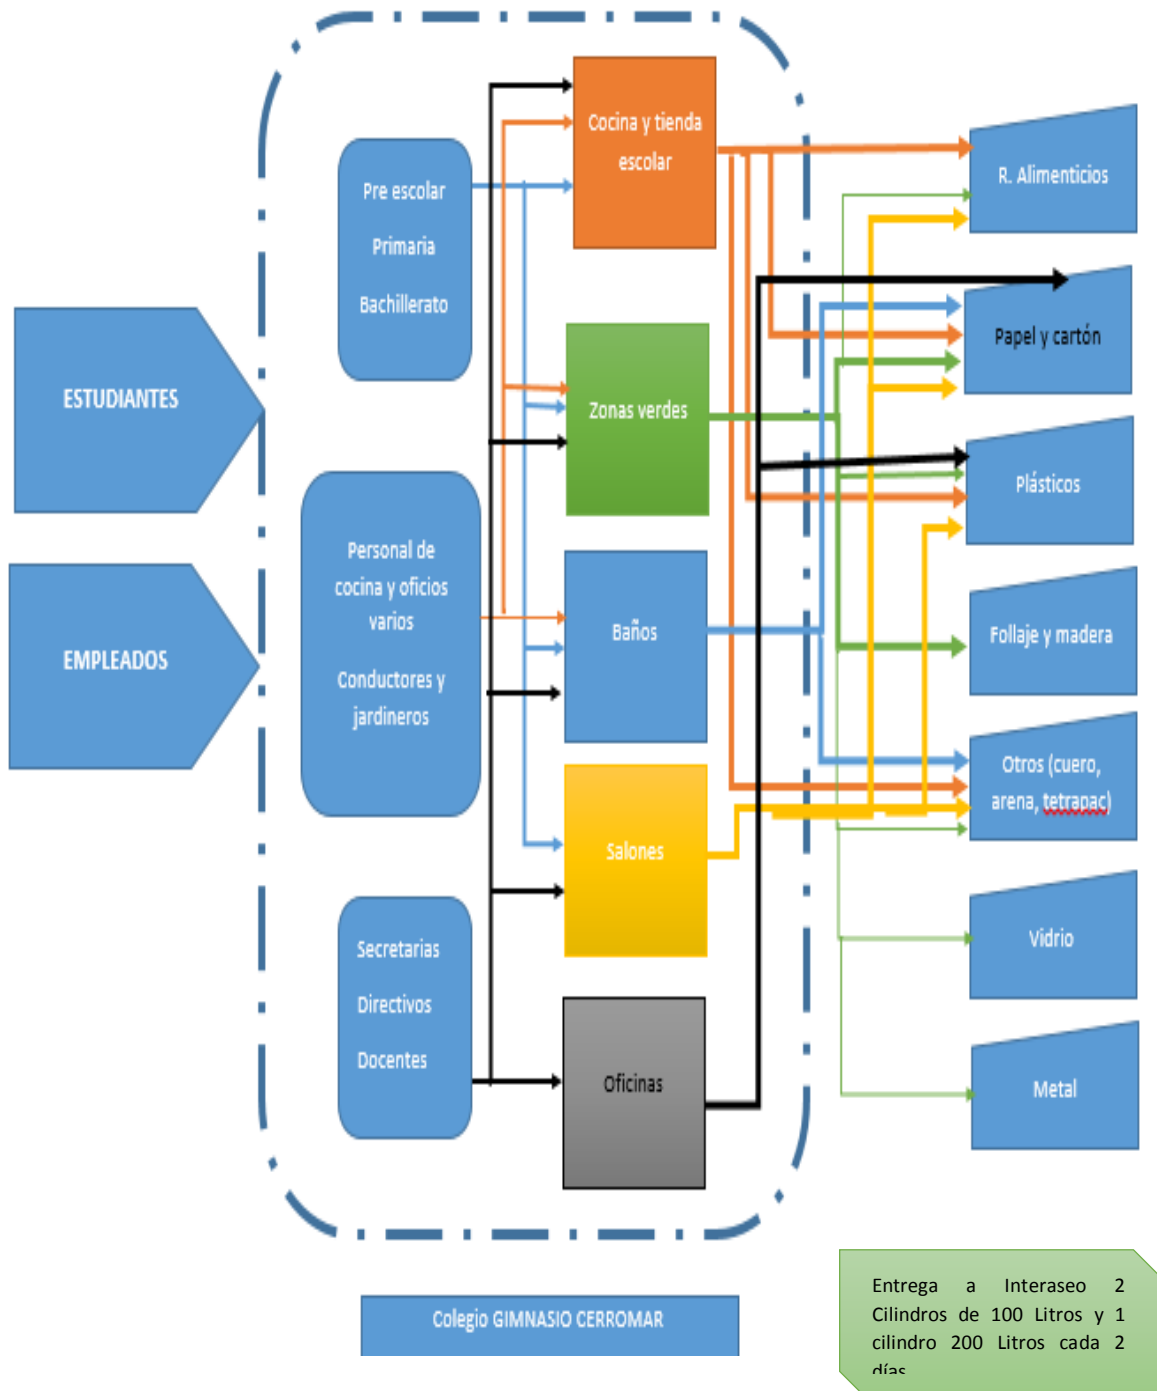 ESTUDIANTES
EMPLEADOS
Pre escolar
Primaria
Bachillerato
Personal de
cocina y oficios
varios
Conductores y
jardineros
Secretarias
Directivos
Docentes
Cocina y tienda
escolar
Zonas verdes
Baños
Salones
Oficinas
R. Alimenticios
Papel y cartón
Plásticos
Follaje y madera
Otros (cuero,
arena, tetrapac)
Vidrio
Metal
Colegio GIMNASIO CERROMAR
Entrega a Interaseo 2
Cilindros de 100 Litros y 1
cilindro 200 Litros cada 2
días